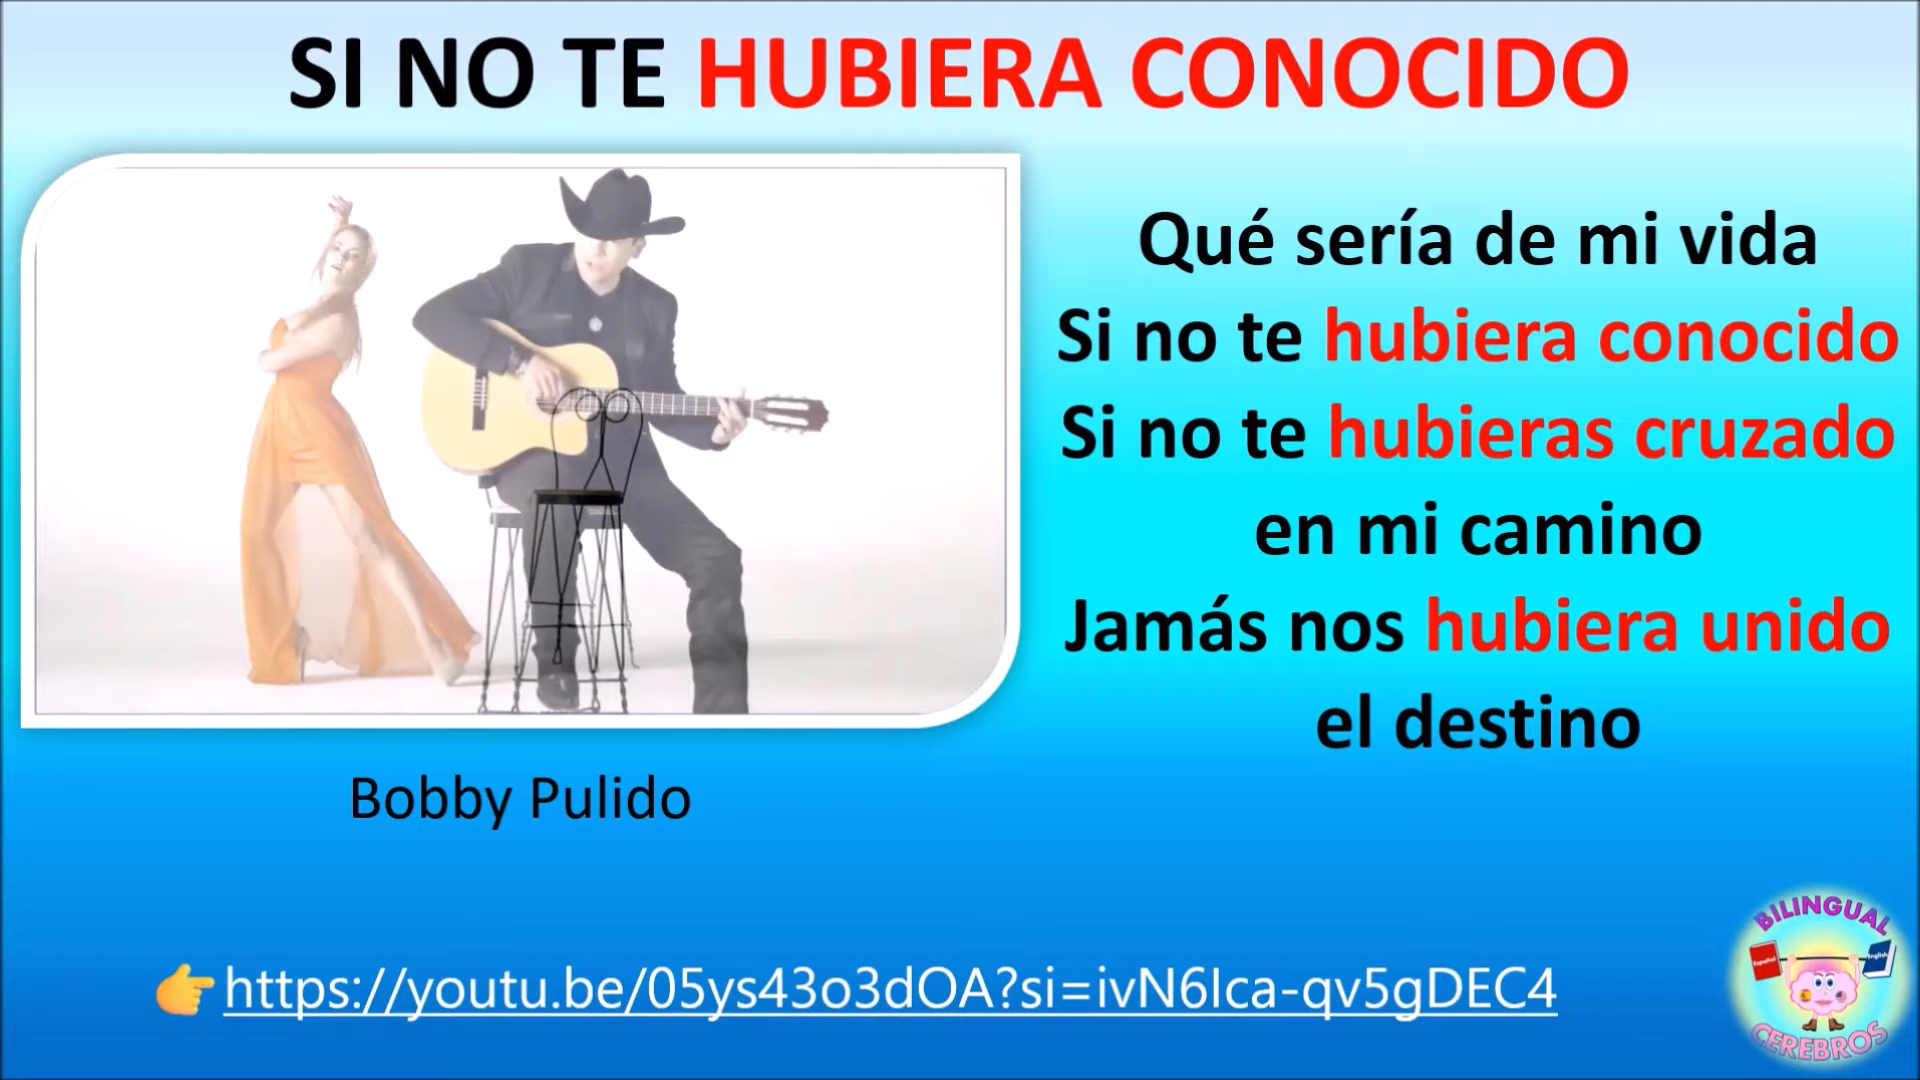 SI NO TE HUBIERA CONOCIDO
Qué sería de mi vida
Si no te hubiera conocido
Si no te hubieras cruzado
en mi camino
Jamás nos hubiera unido
el destino
Bobby Pulido
https://youtu.be/05ys43o3dOA?si=ivN6Ica-qv5gDEC4
BILINGUAL
Español
English
CEREBROS